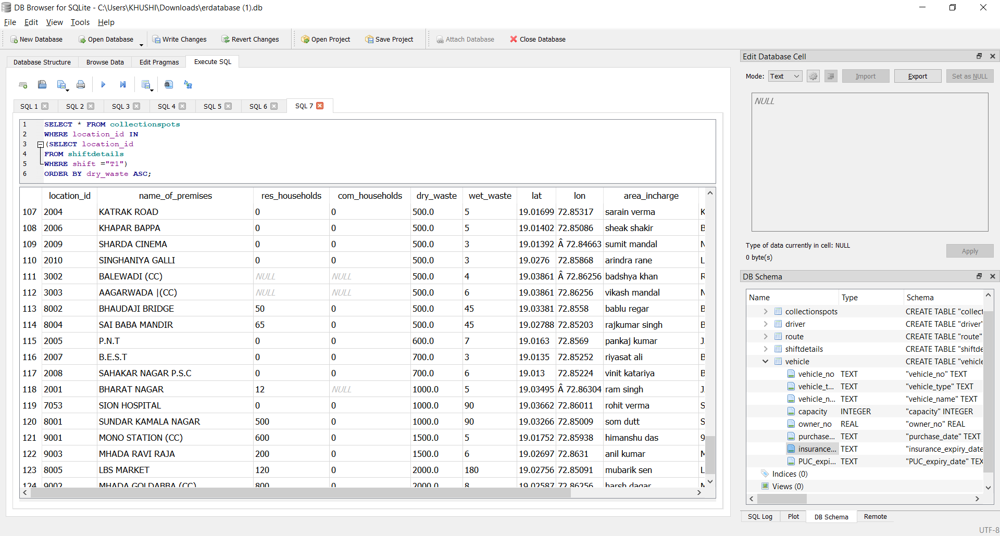 DB Browser for SQLite - C:\Users\KHUSHI\Downloads\erdatabase (1).db
File Edit View Tools Help
New Database Open Database Write Changes Revert Changes Open Project Save Project Attach Database Close Database
Database Structure Browse Data Edit Pragmas Execute SQL
SQL 1 SQL 2 SQL 3 SQL 4 SQL 5 SQL 6 SQL 7
1 SELECT * FROM collectionspots
2 WHERE location_id IN
3 (SELECT location_id
4 FROM shiftdetails
5 WHERE shift ="T1")
6 ORDER BY dry_waste ASC;
location_id name_of_premises res_households com_households dry_waste wet_waste lat lon area_incharge
107 2004 KATRAK ROAD 0 0 500.0 5 19.01699 72.85317 sarain verma K
108 2006 KHAPAR BAPPA 0 0 500.0 5 19.01402 72.85086 sheak shakir B
109 2009 SHARDA CINEMA 0 0 500.0 3 19.01392 Â 72.84663 sumit mandal N
110 2010 SINGHANIYA GALLI 0 0 500.0 3 19.0276 72.85868 arindra rane L
111 3002 BALEWADI (CC) NULL NULL 500.0 4 19.03861 Â 72.86256 badshya khan R
112 3003 AAGARWADA |(CC) NULL NULL 500.0 6 19.03861 72.86256 vikash mandal N
113 8002 BHAUDAJI BRIDGE 50 0 500.0 45 19.03381 72.8558 bablu regar B
114 8004 SAI BABA MANDIR 65 0 500.0 45 19.02788 72.85203 rajkumar singh B
115 2005 P.N.T 0 0 600.0 7 19.0163 72.8569 pankaj kumar J.
116 2007 B.E.S.T 0 0 700.0 3 19.0135 72.85252 riyasat ali B
117 2008 SAHAKAR NAGAR P.S.C 0 0 700.0 6 19.013 72.85224 vinit katariya B
118 2001 BHARAT NAGAR 12 NULL 1000.0 5 19.03495 Â 72.86304 ram singh J.
119 7053 SION HOSPITAL 0 0 1000.0 90 19.03662 72.86011 rohit verma S
120 8001 SUNDAR KAMALA NAGAR 500 0 1000.0 90 19.03266 72.85009 som dutt S
121 9001 MONO STATION (CC) 600 0 1500.0 5 19.01752 72.85938 himanshu das 9
122 9003 MHADA RAVI RAJA 200 0 1500.0 6 19.02697 72.8631 anil kumar M
123 8005 LBS MARKET 120 0 2000.0 180 19.02756 72.85091 mubarik sen L
124 9002 MHADA GOLDABBA (CC) 800 0 2000.0 8 19.02587 72.86256 harsh dagar M
Edit Database Cell
Mode: Text Import Export Set as NULL
NULL
Type of data currently in cell: NULL
0 byte(s)
Apply
DB Schema
Name Type Schema
collectionspots CREATE TABLE "collect
driver CREATE TABLE "driver"
route CREATE TABLE "route"
shiftdetails CREATE TABLE "shiftde
vehicle CREATE TABLE "vehicle
vehicle_no TEXT "vehicle_no" TEXT
vehicle_t... TEXT "vehicle_type" TEXT
vehicle_n... TEXT "vehicle_name" TEXT
capacity INTEGER "capacity" INTEGER
owner_no REAL "owner_no" REAL
purchase... TEXT "purchase_date" TEXT
insurance... TEXT "insurance_expiry_date
PUC_expi... TEXT "PUC_expiry_date" TEX
Indices (0)
Views (0)
SQL Log Plot DB Schema Remote
UTF-8